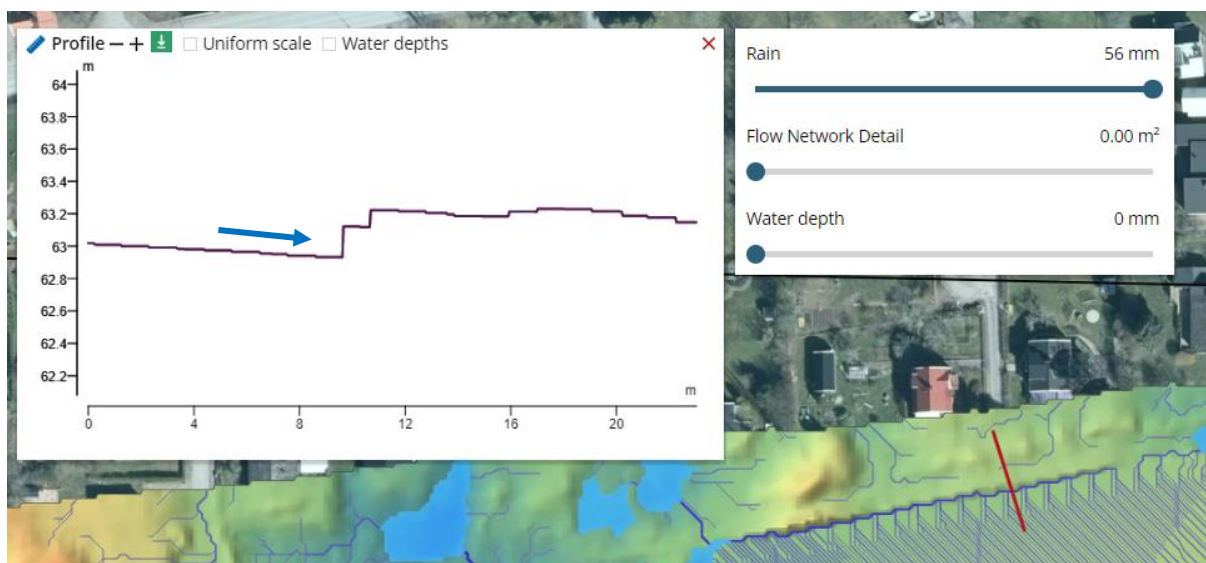 Profile Uniform scale Water depths
m
64
63.8
63.6
63.4
63.2
63
62.8
62.6
62.4
62.2
m
0 4 8 12 16 20
Rain 56 mm
Flow Network Detail 0.00 m²
Water depth 0 mm